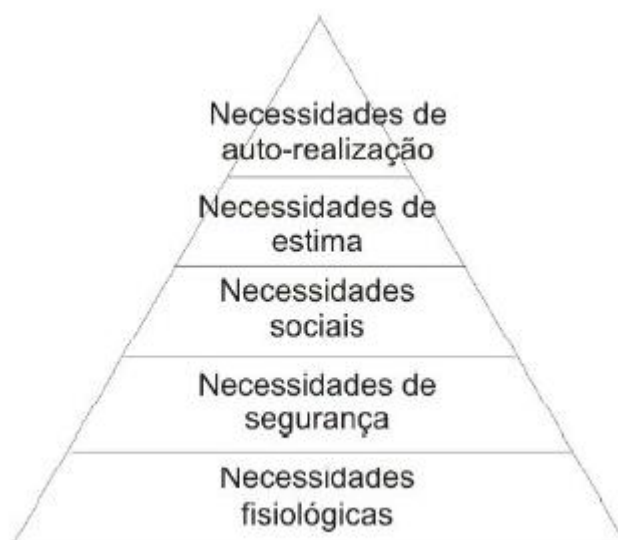 Necessidades de
auto-realização
Necessidades de
estima
Necessidades
sociais
Necessidades de
segurança
Necessidades
fisiológicas